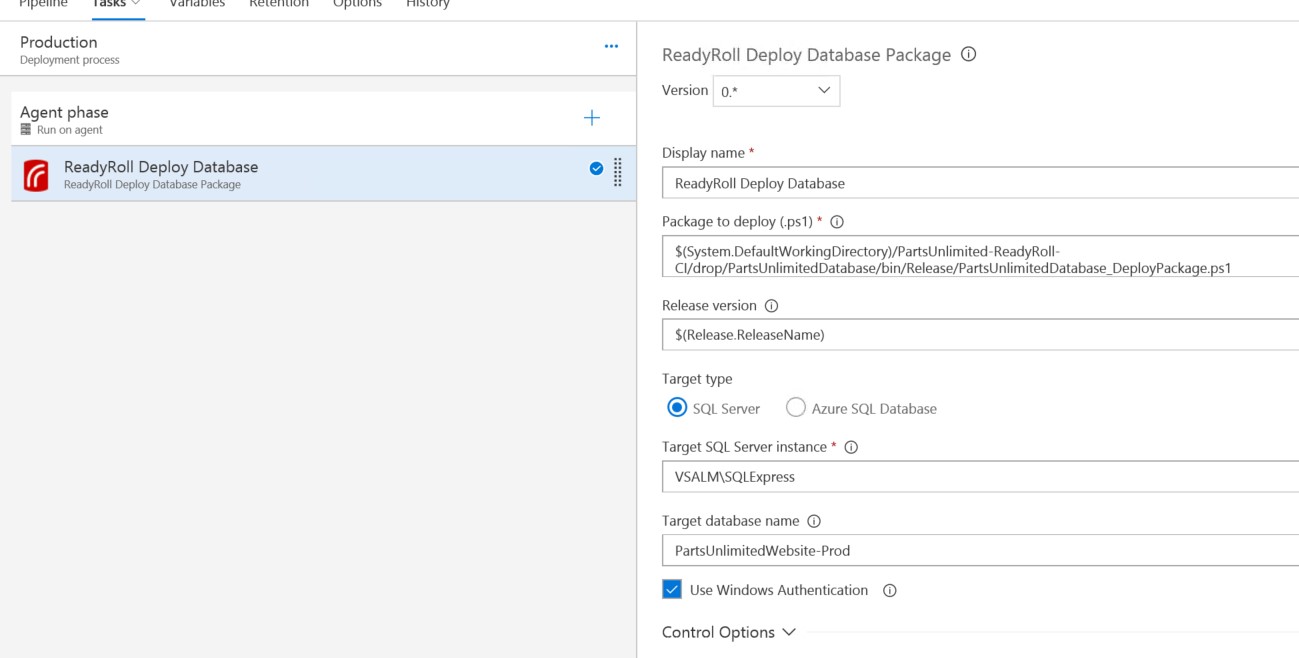 Pipeline Tasks Variables Retention Options History
Production
Deployment process
Agent phase
Run on agent
ReadyRoll Deploy Database
ReadyRoll Deploy Database Package
ReadyRoll Deploy Database Package
Version 0.*
Display name *
ReadyRoll Deploy Database
Package to deploy (.ps1) *
$(System.DefaultWorkingDirectory)/PartsUnlimited-ReadyRoll-
CI/drop/PartsUnlimitedDatabase/bin/Release/PartsUnlimitedDatabase_DeployPackage.ps1
Release version
$(Release.ReleaseName)
Target type
SQL Server Azure SQL Database
Target SQL Server instance *
VSALM\SQLExpress
Target database name
PartsUnlimitedWebsite-Prod
Use Windows Authentication
Control Options